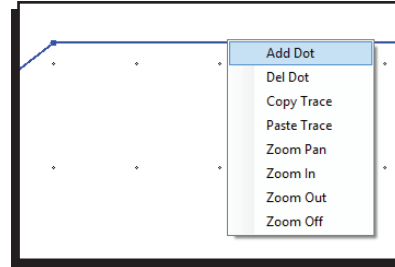 Add Dot
Del Dot
Copy Trace
Paste Trace
Zoom Pan
Zoom In
Zoom Out
Zoom Off